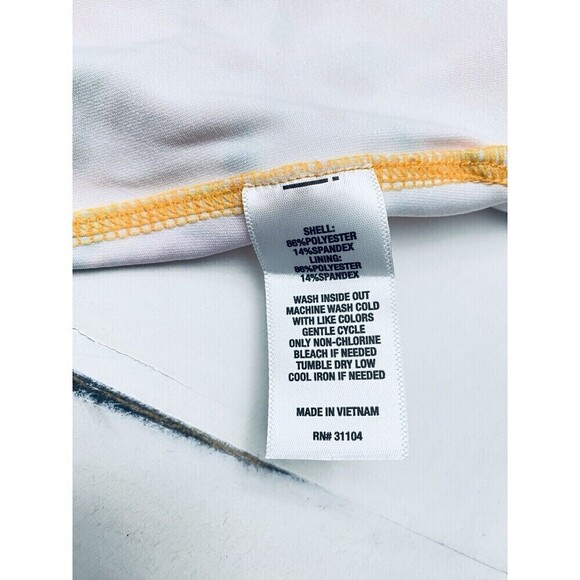 SHELL:
86%POLYESTER
14%SPANDEX
LINING:
86%POLYESTER
14%SPANDEX
WASH INSIDE OUT
MACHINE WASH COLD
WITH LIKE COLORS
GENTLE CYCLE
ONLY NON-CHLORINE
BLEACH IF NEEDED
TUMBLE DRY LOW
COOL IRON IF NEEDED
MADE IN VIETNAM
RN# 31104